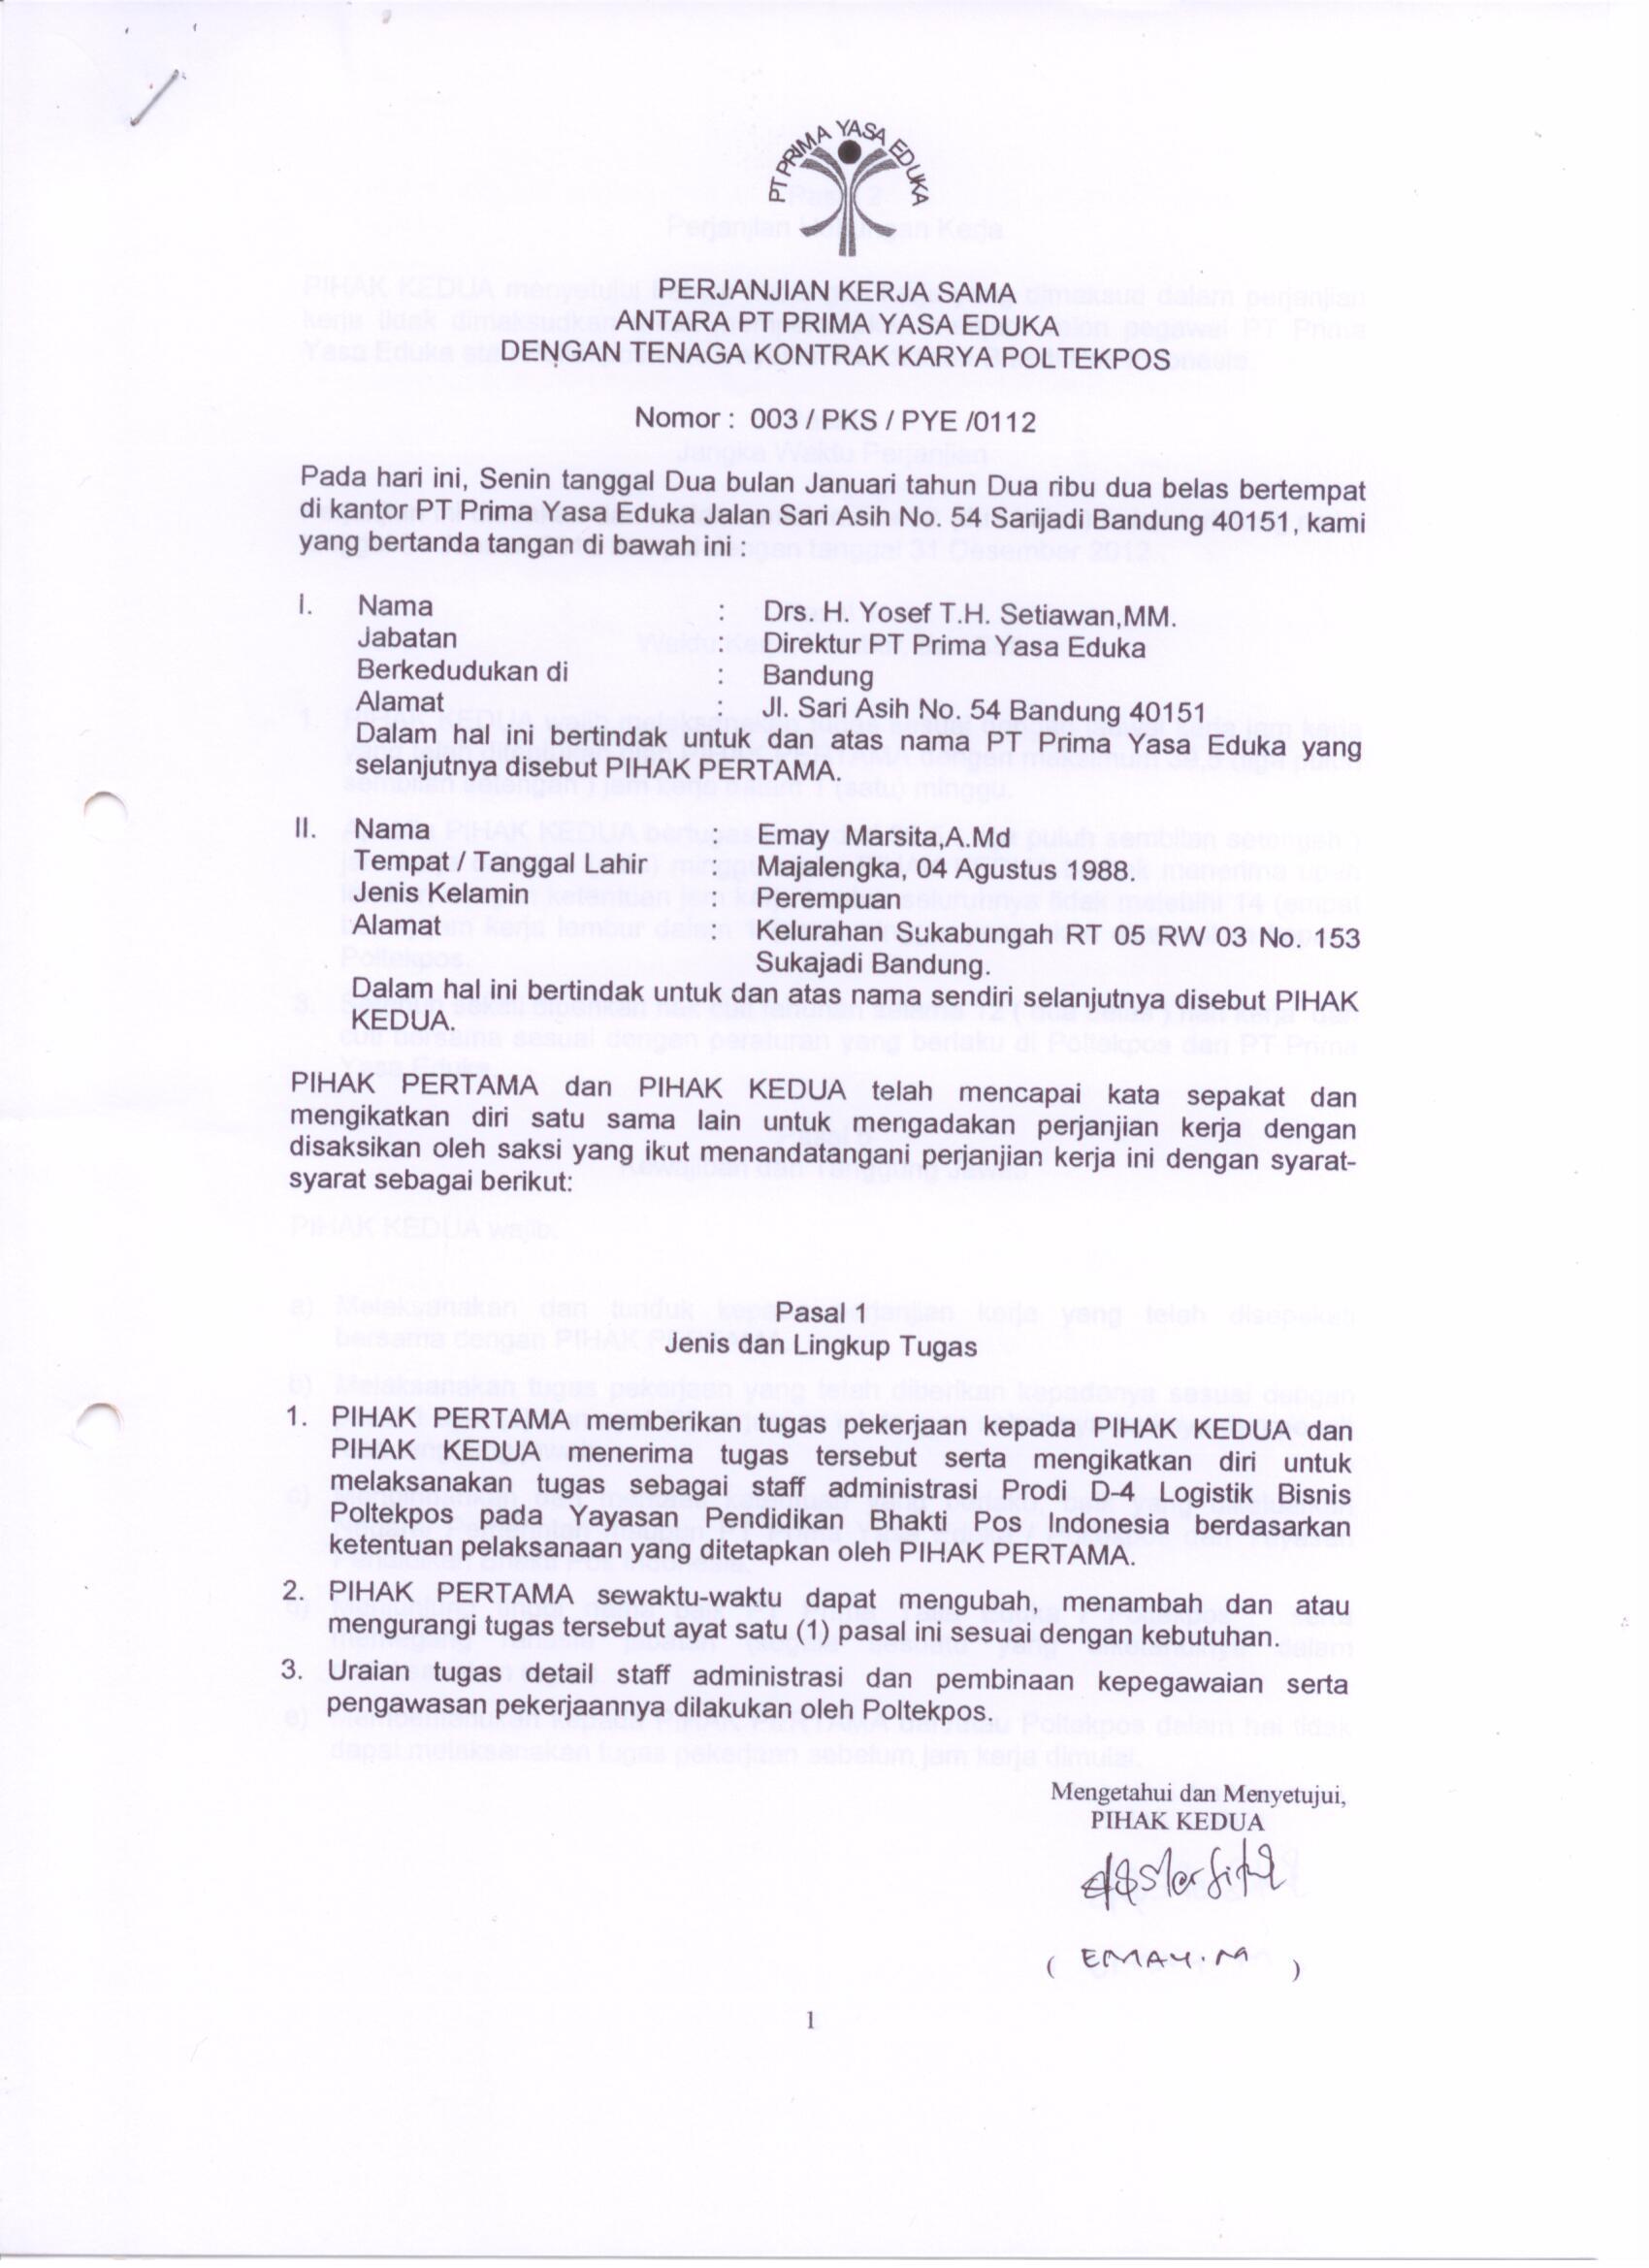 PT PRIMA YASA EDUKA
PERJANJIAN KERJA SAMA
ANTARA PT PRIMA YASA EDUKA
DENGAN TENAGA KONTRAK KARYA POLTEKPOS
Nomor : 003 / PKS / PYE /0112
Pada hari ini, Senin tanggal Dua bulan Januari tahun Dua ribu dua belas bertempat
di kantor PT Prima Yasa Eduka Jalan Sari Asih No. 54 Sarijadi Bandung 40151, kami
yang bertanda tangan di bawah ini :
I. Nama : Drs. H. Yosef T.H. Setiawan,MM.
Jabatan : Direktur PT Prima Yasa Eduka
Berkedudukan di : Bandung
Alamat : Jl. Sari Asih No. 54 Bandung 40151
Dalam hal ini bertindak untuk dan atas nama PT Prima Yasa Eduka yang
selanjutnya disebut PIHAK PERTAMA.
II. Nama : Emay Marsita,A.Md
Tempat / Tanggal Lahir : Majalengka, 04 Agustus 1988.
Jenis Kelamin : Perempuan
Alamat : Kelurahan Sukabungah RT 05 RW 03 No. 153
Sukajadi Bandung.
Dalam hal ini bertindak untuk dan atas nama sendiri selanjutnya disebut PIHAK
KEDUA.
PIHAK PERTAMA dan PIHAK KEDUA telah mencapai kata sepakat dan
mengikatkan diri satu sama lain untuk mengadakan perjanjian kerja dengan
disaksikan oleh saksi yang ikut menandatangani perjanjian kerja ini dengan syarat-
syarat sebagai berikut:
Pasal 1
Jenis dan Lingkup Tugas
1. PIHAK PERTAMA memberikan tugas pekerjaan kepada PIHAK KEDUA dan
PIHAK KEDUA menerima tugas tersebut serta mengikatkan diri untuk
melaksanakan tugas sebagai staff administrasi Prodi D-4 Logistik Bisnis
Poltekpos pada Yayasan Pendidikan Bhakti Pos Indonesia berdasarkan
ketentuan pelaksanaan yang ditetapkan oleh PIHAK PERTAMA.
2. PIHAK PERTAMA sewaktu-waktu dapat mengubah, menambah dan atau
mengurangi tugas tersebut ayat satu (1) pasal ini sesuai dengan kebutuhan.
3. Uraian tugas detail staff administrasi dan pembinaan kepegawaian serta
pengawasan pekerjaannya dilakukan oleh Poltekpos.
Mengetahui dan Menyetujui,
PIHAK KEDUA
( EMAY.M )
1